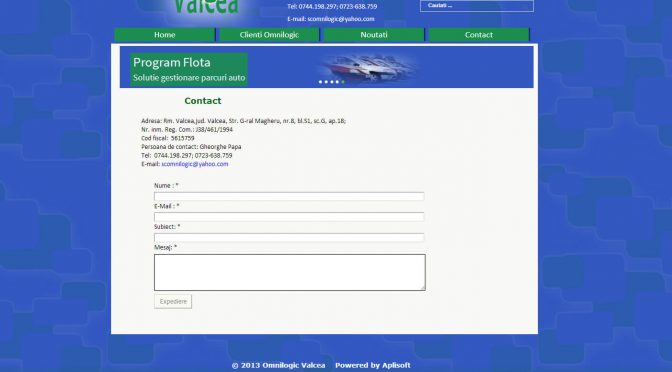 Valcea
Tel: 0744.198.297; 0723-638.759
E-mail: scomnilogic@yahoo.com
Cautati ...
Home
Clienti Omnilogic
Noutati
Contact
Program Flota
Solutie gestionare parcuri auto
Contact
Adresa: Rm. Valcea,jud. Valcea, Str. G-ral Magheru, nr.8, bl.S1, sc.G, ap.18;
Nr. inm. Reg. Com.: J38/461/1994
Cod fiscal: 5615759
Persoana de contact: Gheorghe Papa
Tel: 0744.198.297; 0723-638.759
E-mail: scomnilogic@yahoo.com
Nume : *
E-Mail : *
Subiect: *
Mesaj: *
Expediere
© 2013 Omnilogic Valcea Powered by Aplisoft